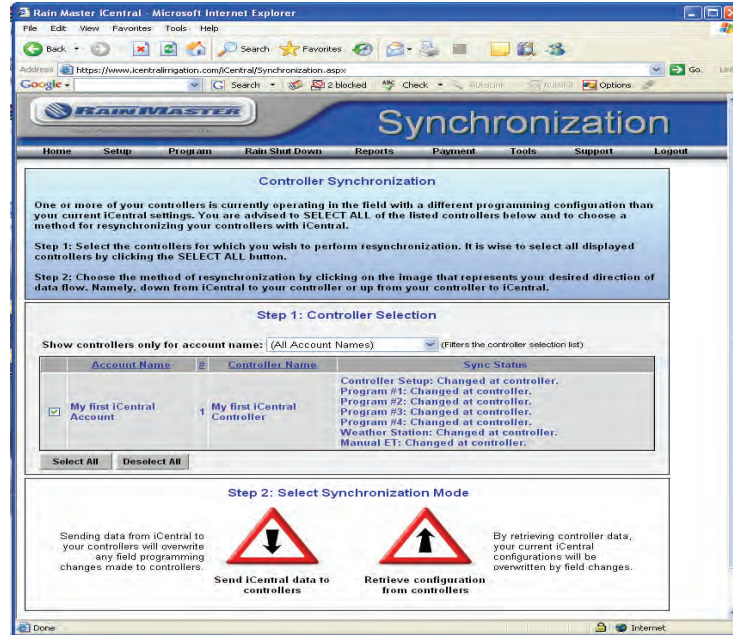 Rain Master iCentral - Microsoft Internet Explorer
File Edit View Favorites Tools Help
Back Search Favorites
Address https://www.icentralirrigation.com/iCentral/Synchronization.aspx Go Links
Google Search 2 blocked Check AutoLink AutoFill Options
RAIN MASTER
Synchronization
Home Setup Program Rain Shut Down Reports Payment Tools Support Logout
Controller Synchronization
One or more of your controllers is currently operating in the field with a different programming configuration than
your current iCentral settings. You are advised to SELECT ALL of the listed controllers below and to choose a
method for resynchronizing your controllers with iCentral.
Step 1: Select the controllers for which you wish to perform resynchronization. It is wise to select all displayed
controllers by clicking the SELECT ALL button.
Step 2: Choose the method of resynchronization by clicking on the image that represents your desired direction of
data flow. Namely, down from iCentral to your controller or up from your controller to iCentral.
Step 1: Controller Selection
Show controllers only for account name: (All Account Names) (Filters the controller selection list)
Account Name # Controller Name Sync Status
My first iCentral Account 1 My first iCentral Controller
Controller Setup: Changed at controller.
Program #1: Changed at controller.
Program #2: Changed at controller.
Program #3: Changed at controller.
Program #4: Changed at controller.
Weather Station: Changed at controller.
Manual ET: Changed at controller.
Select All Deselect All
Step 2: Select Synchronization Mode
Sending data from iCentral to
your controllers will overwrite
any field programming
changes made to controllers.
Send iCentral data to
controllers
Retrieve configuration
from controllers
By retrieving controller data,
your current iCentral
configurations will be
overwritten by field changes.
Done Internet